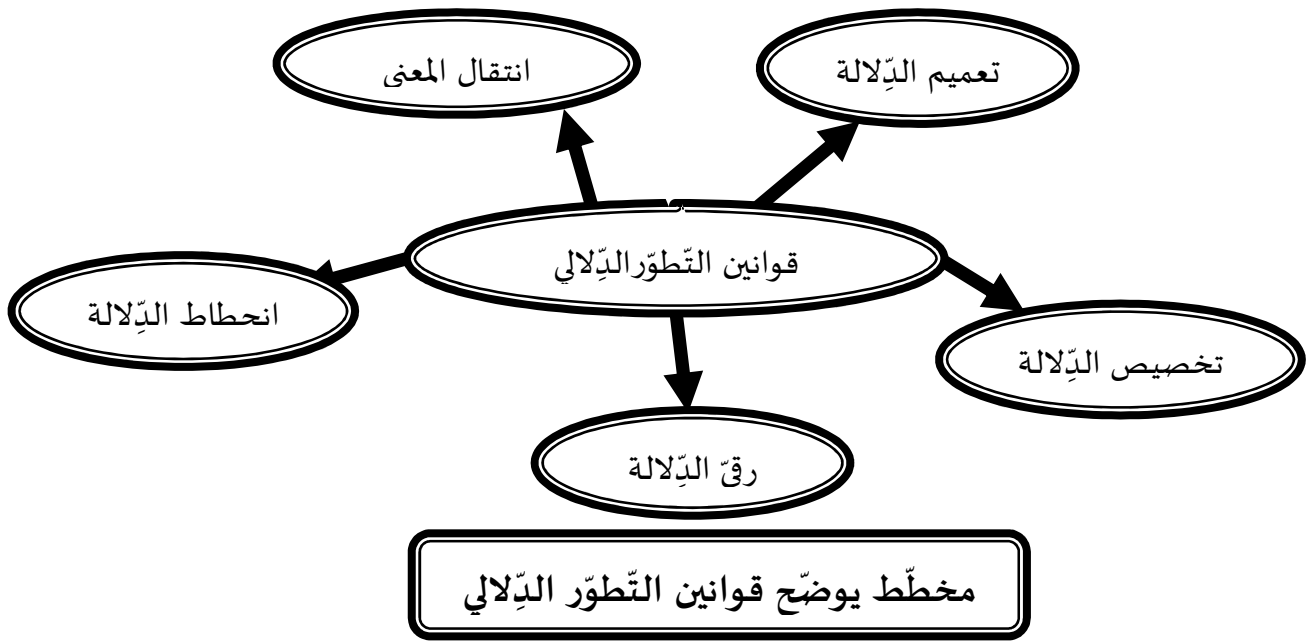 تعميم الدِّلالة
انتقال المعنى
قوانين التّطوّرالدِّلالي
انحطاط الدِّلالة
تخصيص الدِّلالة
رقيّ الدِّلالة
مخطّط يوضّح قوانين التّطوّر الدِّلالي